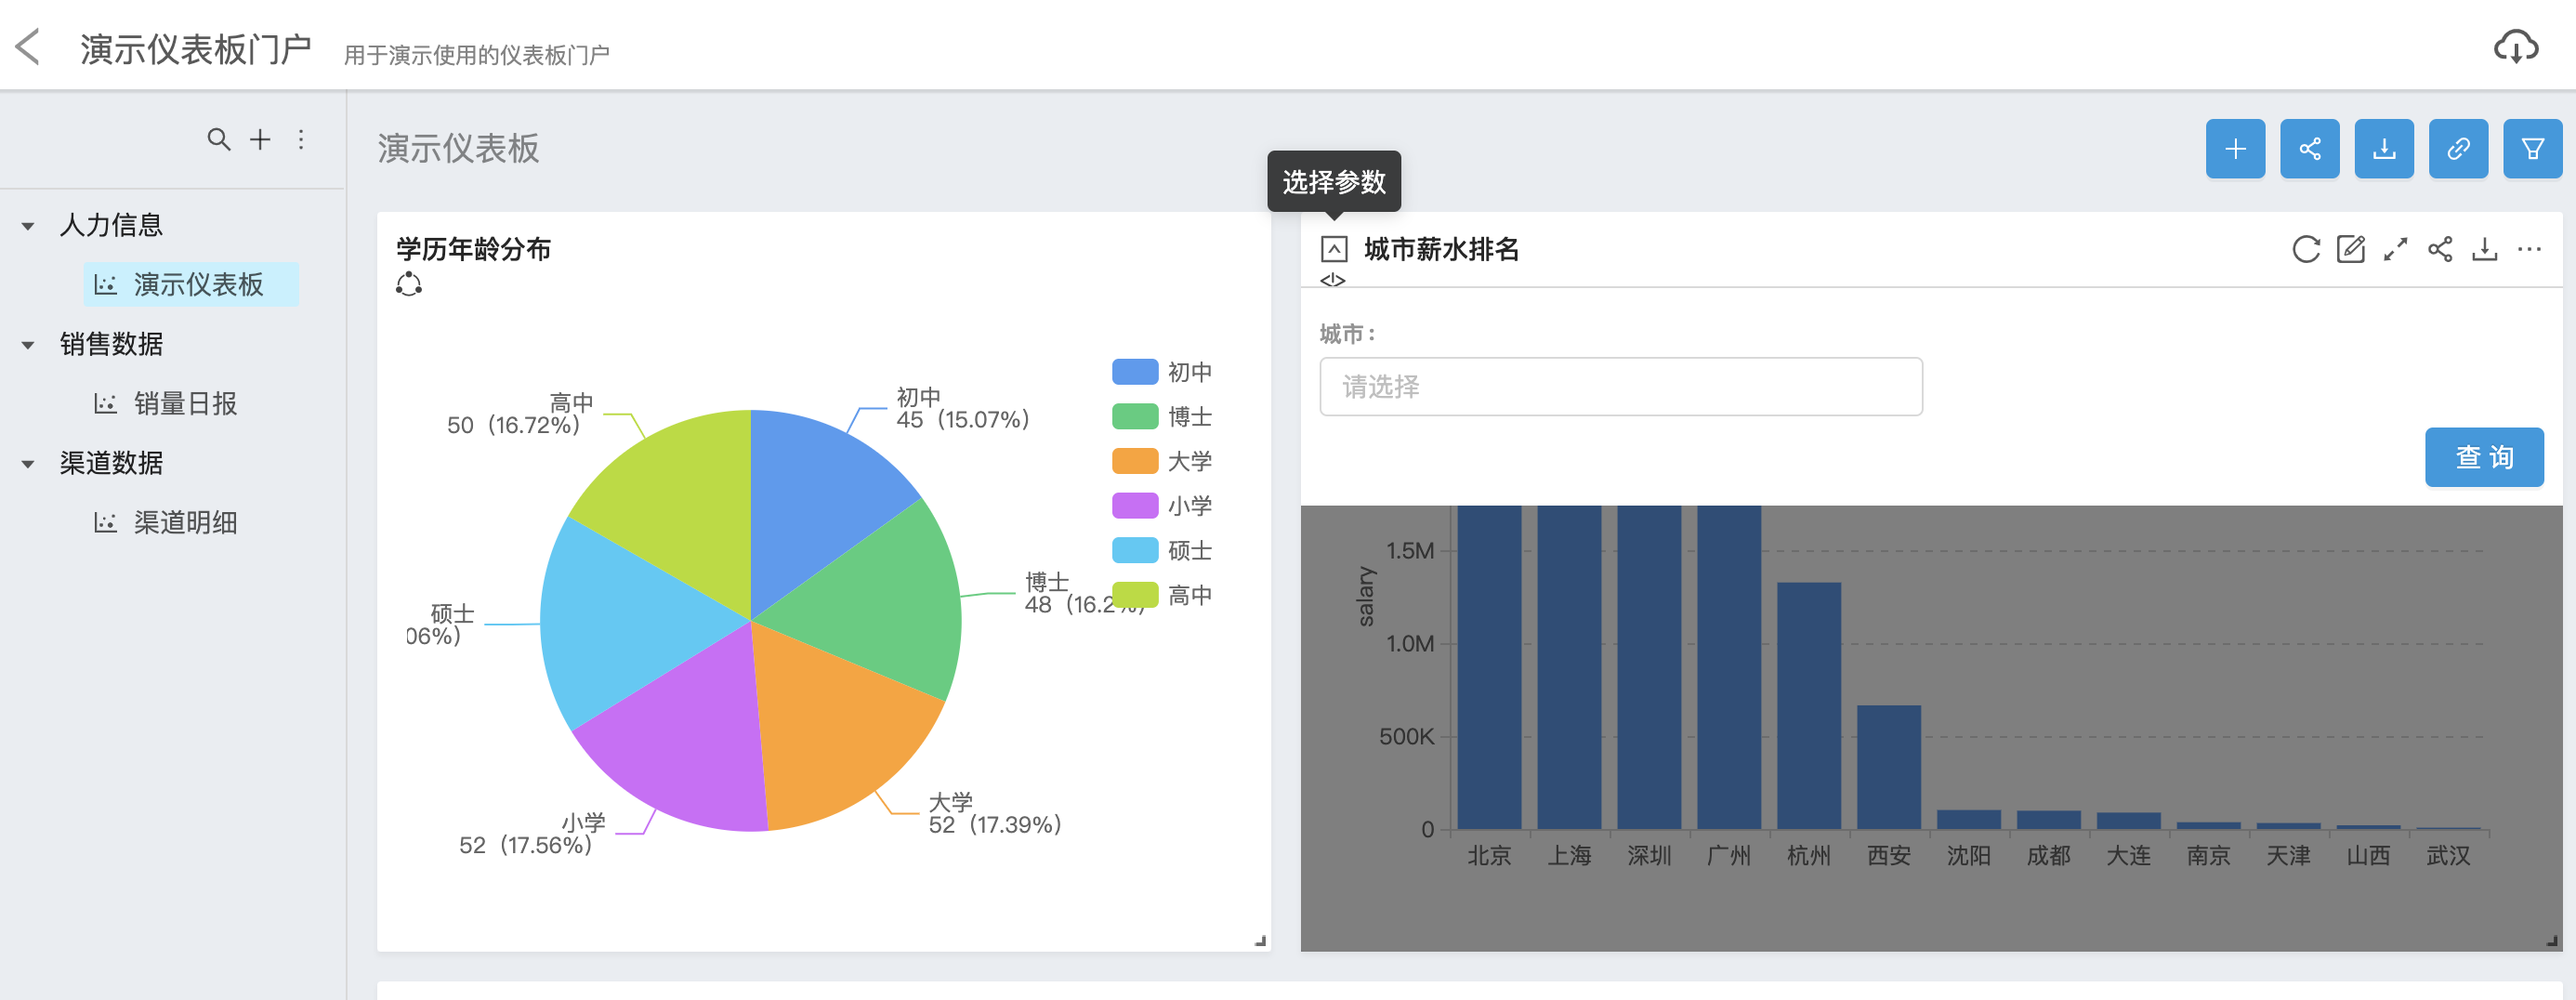 演示仪表板门户
用于演示使用的仪表板门户
人力信息
演示仪表板
销售数据
销量日报
渠道数据
渠道明细
演示仪表板
选择参数
学历年龄分布
初中
45（15.07%）
高中
50（16.72%）
博士
48（16.2
硕士
06%）
大学
52（17.39%）
小学
52（17.56%）
初中
博士
大学
小学
硕士
高中
城市薪水排名
城市：
请选择
查 询
salary
1.5M
1.0M
500K
0
北京 上海 深圳 广州 杭州 西安 沈阳 成都 大连 南京 天津 山西 武汉